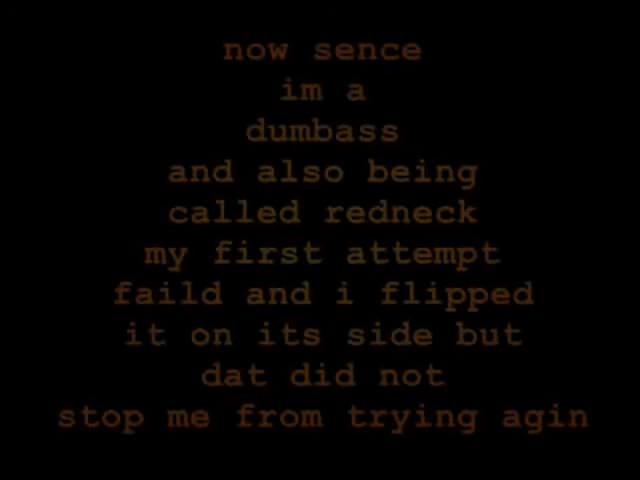 now sence
im a
dumbass
and also being
called redneck
my first attempt
faild and i flipped
it on its side but
dat did not
stop me from trying agin